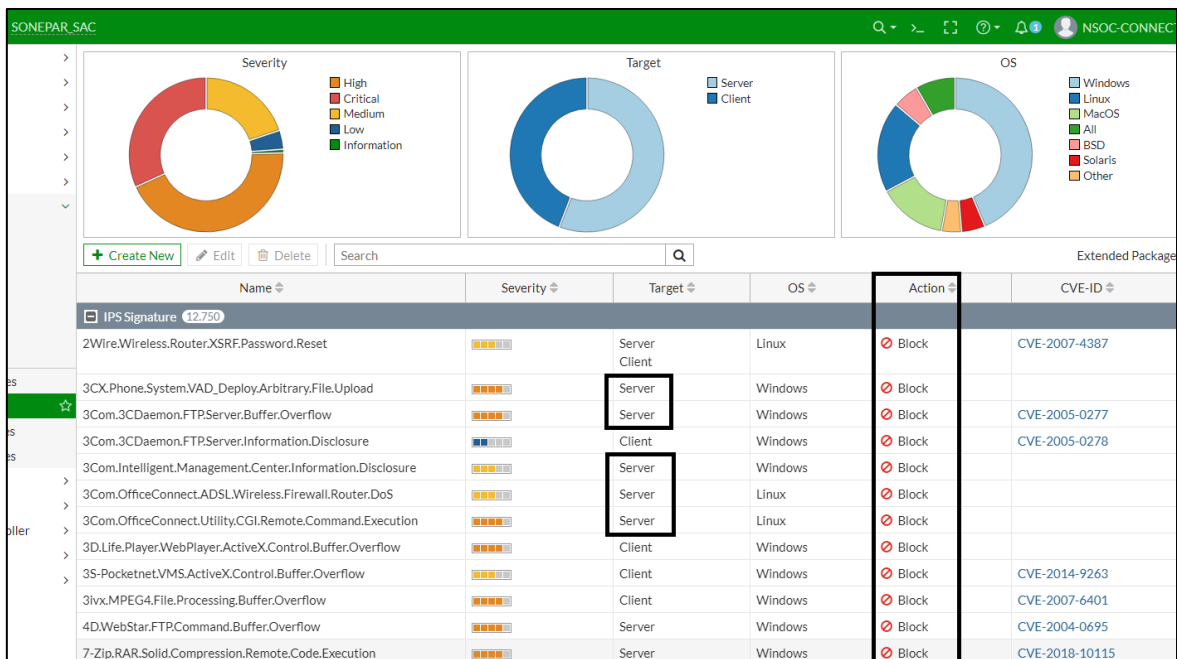 SONEPAR_SAC
1
NSOC-CONNECT
Severity
High
Critical
Medium
Low
Information
Target
Server
Client
OS
Windows
Linux
MacOS
All
BSD
Solaris
Other
+ Create New Edit Delete Search Extended Package
Name Severity Target OS Action CVE-ID
IPS Signature 12.750
2Wire.Wireless.Router.XSRF.Password.Reset Server Linux Block CVE-2007-4387
Client
3CX.Phone.System.VAD_Deploy.Arbitrary.File.Upload Server Windows Block
3Com.3CDaemon.FTP.Server.Buffer.Overflow Server Windows Block CVE-2005-0277
3Com.3CDaemon.FTP.Server.Information.Disclosure Client Windows Block CVE-2005-0278
3Com.Intelligent.Management.Center.Information.Disclosure Server Windows Block
3Com.OfficeConnect.ADSL.Wireless.Firewall.Router.DoS Server Linux Block
3Com.OfficeConnect.Utility.CGI.Remote.Command.Execution Server Linux Block
3D.Life.Player.WebPlayer.ActiveX.Control.Buffer.Overflow Client Windows Block
3S-Pocketnet.VMS.ActiveX.Control.Buffer.Overflow Client Windows Block CVE-2014-9263
3ivx.MPEG4.File.Processing.Buffer.Overflow Client Windows Block CVE-2007-6401
4D.WebStar.FTP.Command.Buffer.Overflow Server Windows Block CVE-2004-0695
7-Zip.RAR.Solid.Compression.Remote.Code.Execution Server Windows Block CVE-2018-10115